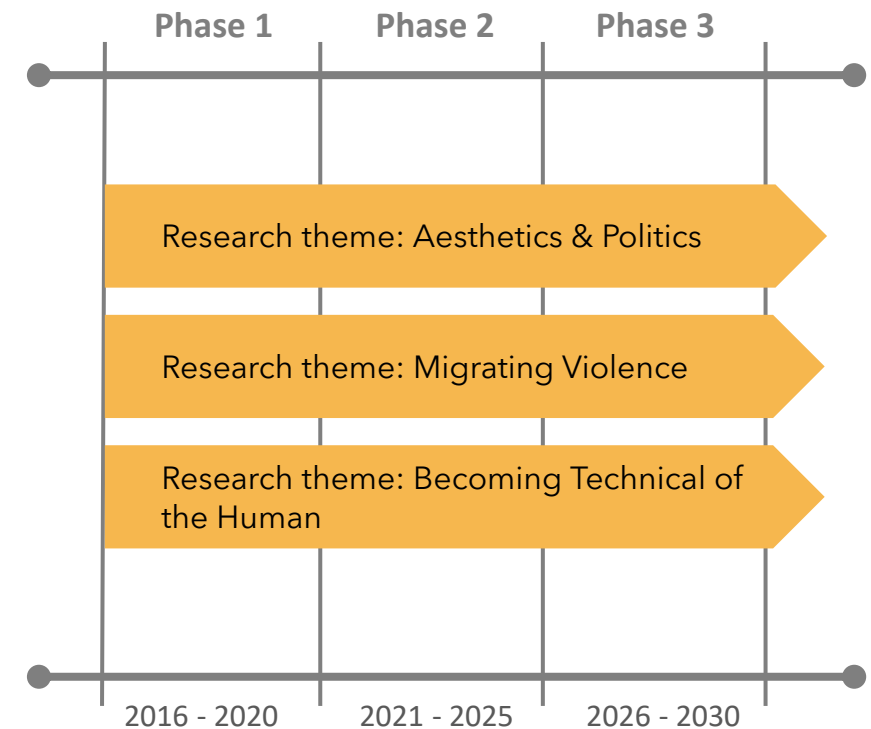 Phase 1 Phase 2 Phase 3
Research theme: Aesthetics & Politics
Research theme: Migrating Violence
Research theme: Becoming Technical of
the Human
2016 - 2020 2021 - 2025 2026 - 2030